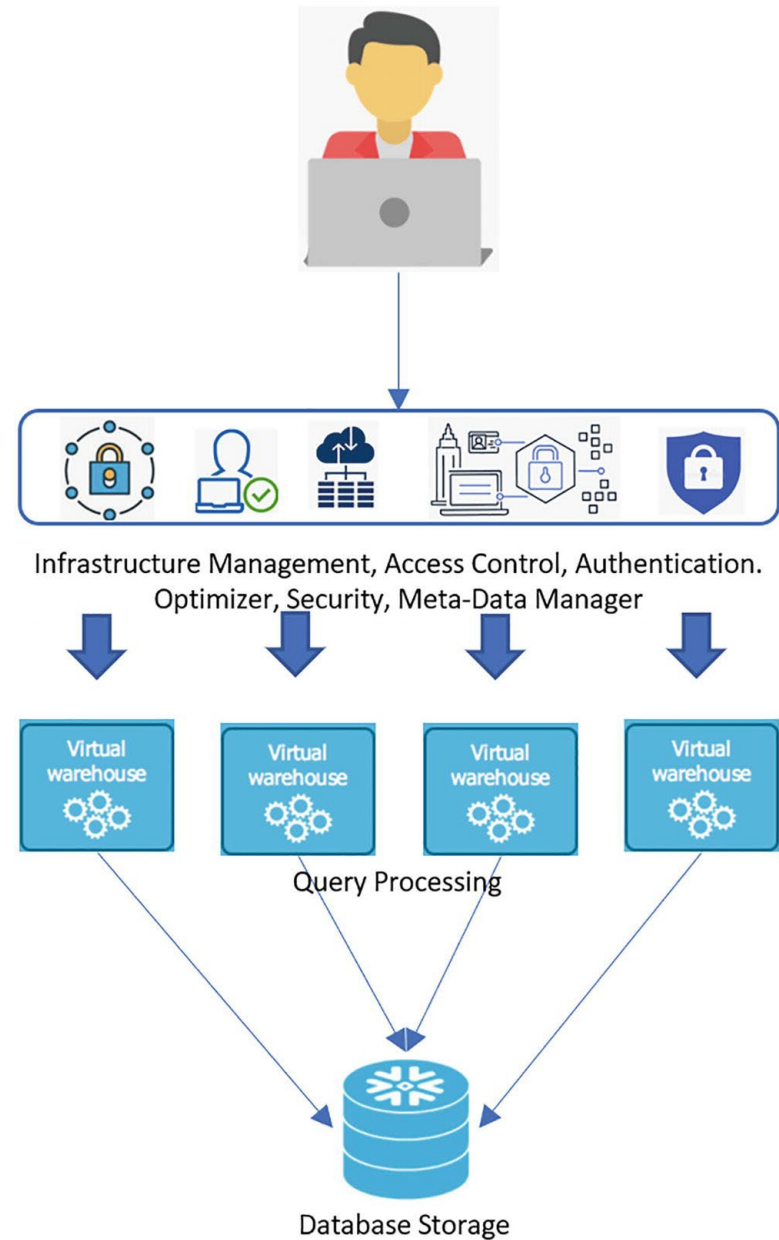 Infrastructure Management, Access Control, Authentication.
Optimizer, Security, Meta-Data Manager
Virtual
warehouse
Virtual
warehouse
Virtual
warehouse
Virtual
warehouse
Query Processing
Database Storage